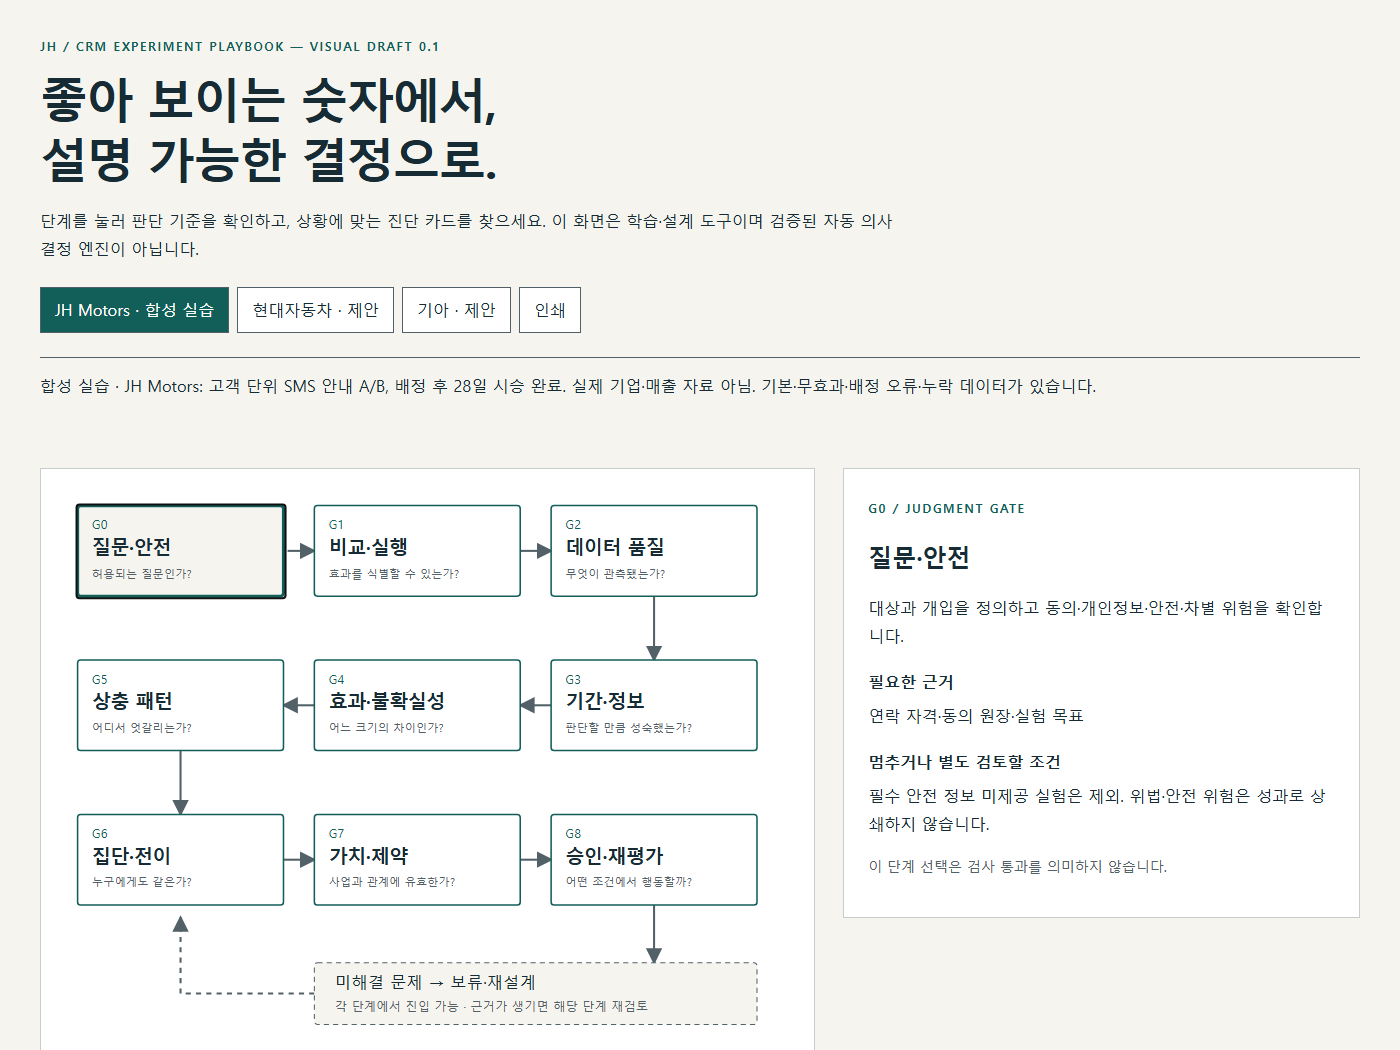 JH / CRM EXPERIMENT PLAYBOOK — VISUAL DRAFT 0.1
좋아 보이는 숫자에서,
설명 가능한 결정으로.
단계를 눌러 판단 기준을 확인하고, 상황에 맞는 진단 카드를 찾으세요. 이 화면은 학습·설계 도구이며 검증된 자동 의사
결정 엔진이 아닙니다.
JH Motors · 합성 실습
현대자동차 · 제안
기아 · 제안
인쇄
합성 실습 · JH Motors: 고객 단위 SMS 안내 A/B, 배정 후 28일 시승 완료. 실제 기업·매출 자료 아님. 기본·무효과·배정 오류·누락 데이터가 있습니다.
G0
질문·안전
허용되는 질문인가?
G1
비교·실행
효과를 식별할 수 있는가?
G2
데이터 품질
무엇이 관측됐는가?
G5
상충 패턴
어디서 엇갈리는가?
G4
효과·불확실성
어느 크기의 차이인가?
G3
기간·정보
판단할 만큼 성숙했는가?
G6
집단·전이
누구에게도 같은가?
G7
가치·제약
사업과 관계에 유효한가?
G8
승인·재평가
어떤 조건에서 행동할까?
미해결 문제 → 보류·재설계
각 단계에서 진입 가능 · 근거가 생기면 해당 단계 재검토
G0 / JUDGMENT GATE
질문·안전
대상과 개입을 정의하고 동의·개인정보·안전·차별 위험을 확인합
니다.
필요한 근거
연락 자격·동의 원장·실험 목표
멈추거나 별도 검토할 조건
필수 안전 정보 미제공 실험은 제외. 위법·안전 위험은 성과로 상
쇄하지 않습니다.
이 단계 선택은 검사 통과를 의미하지 않습니다.